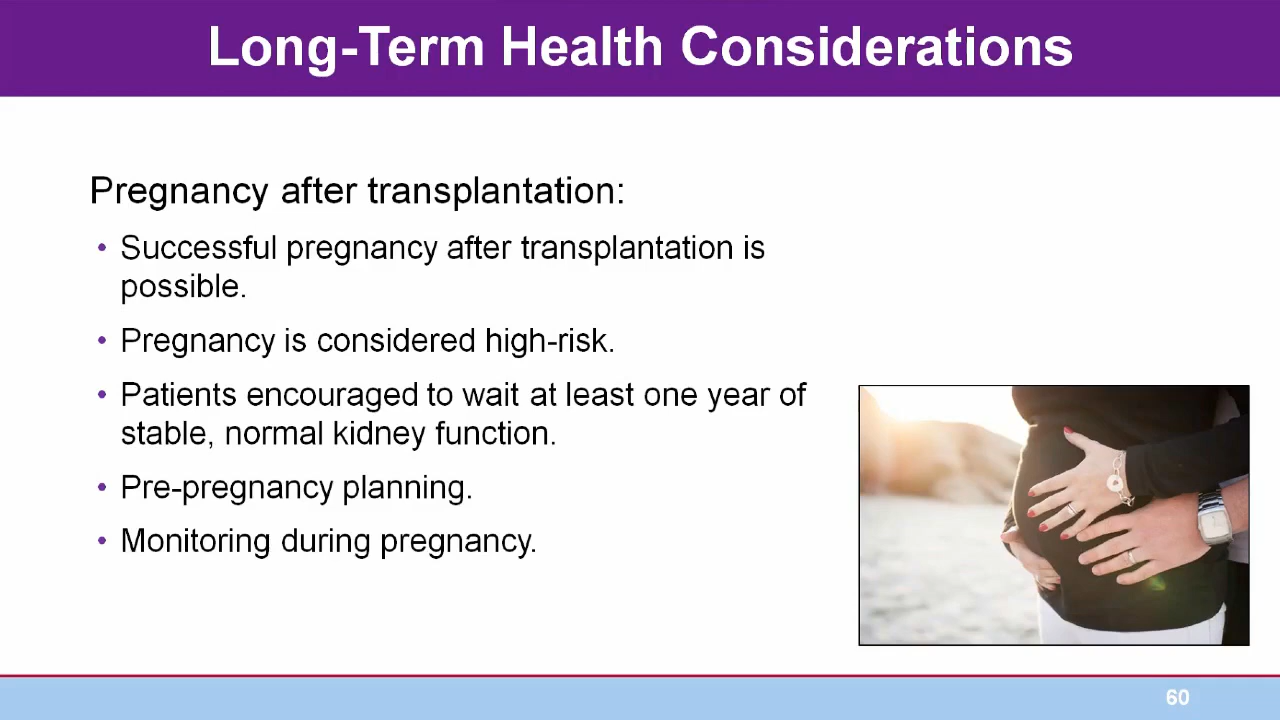 Long-Term Health Considerations
Pregnancy after transplantation:
• Successful pregnancy after transplantation is
possible.
• Pregnancy is considered high-risk.
• Patients encouraged to wait at least one year of
stable, normal kidney function.
• Pre-pregnancy planning.
• Monitoring during pregnancy.
60